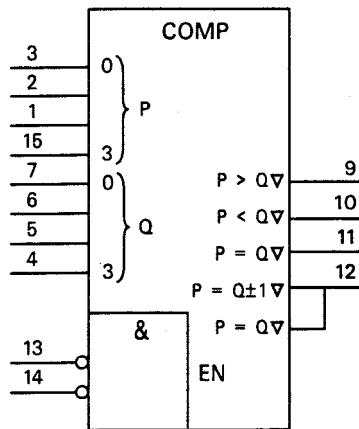 COMP
3
0
2
1
P
15
3
7
0
6
Q
5
4
3
P > Q▽
9
P < Q▽
10
P = Q▽
11
P = Q±1▽
12
P = Q▽
&
EN
13
14